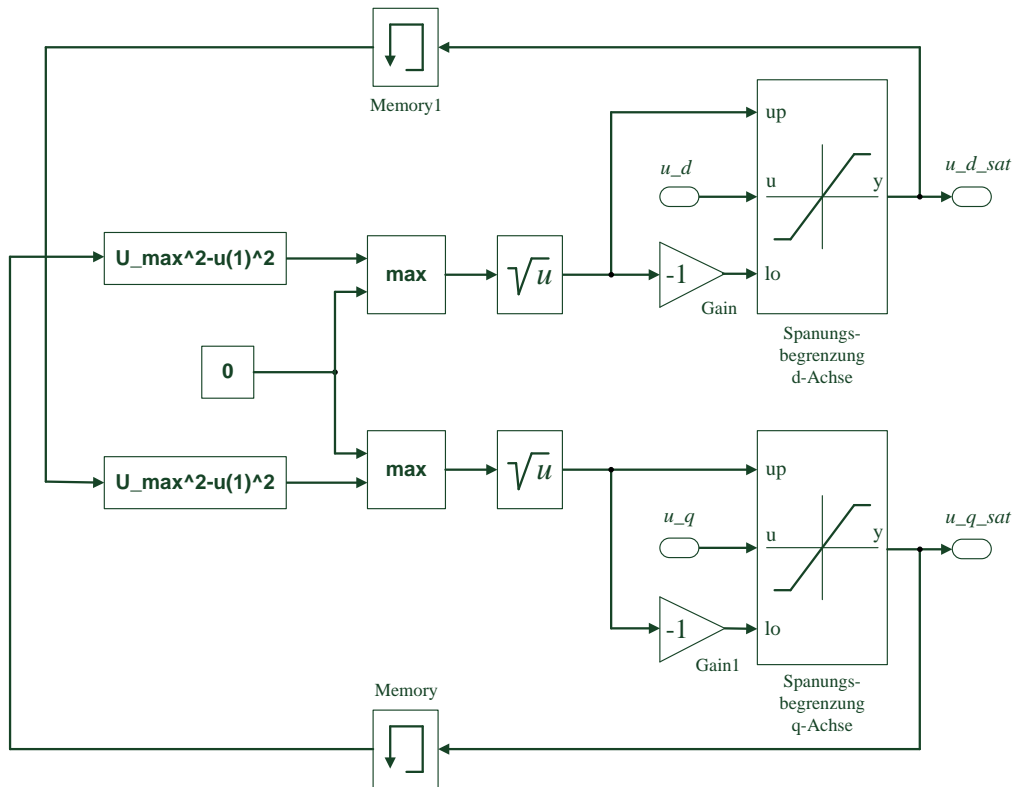 Memory1
up
u_d
u_d_sat
u
y
U_max^2-u(1)^2
max
√u
-1
lo
Gain
Spanungs-
begrenzung
d-Achse
0
U_max^2-u(1)^2
max
√u
up
u_q
u_q_sat
u
y
-1
lo
Gain1
Spanungs-
begrenzung
q-Achse
Memory